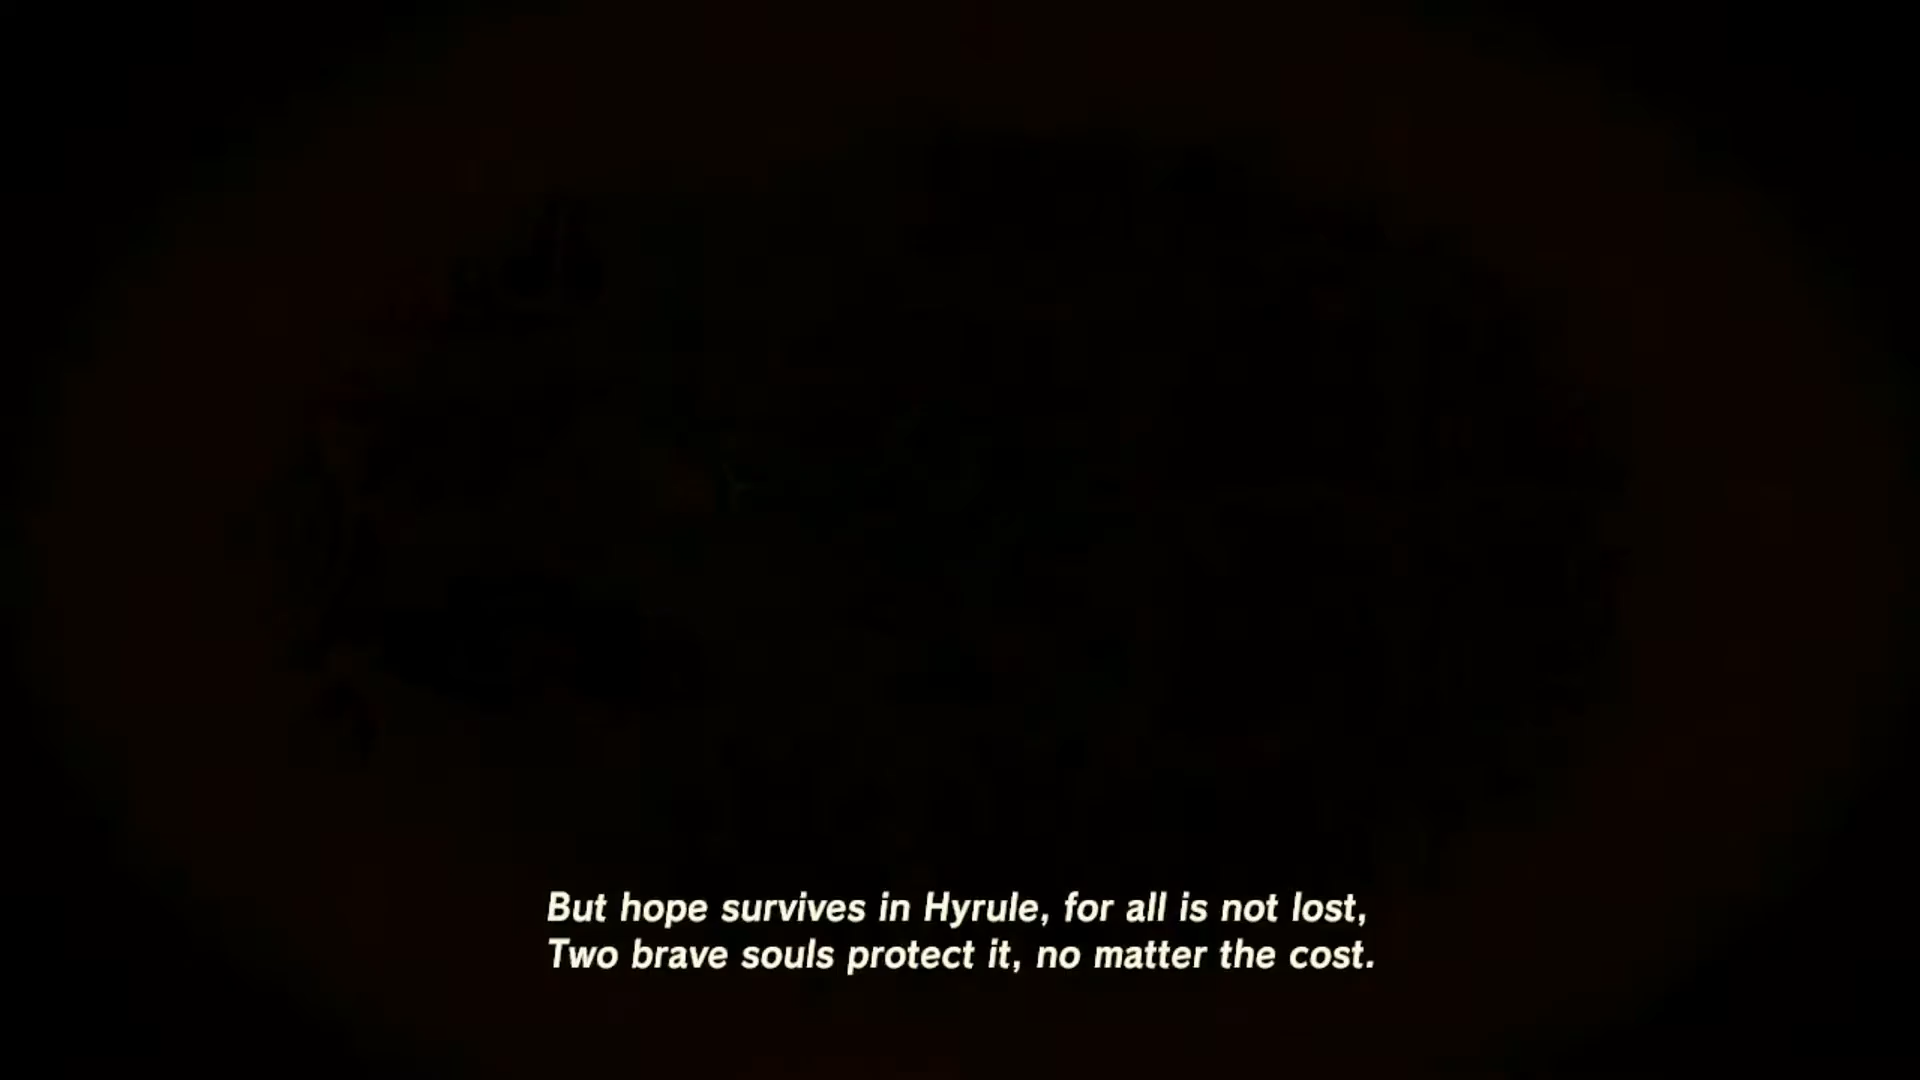 But hope survives in Hyrule, for all is not lost,
Two brave souls protect it, no matter the cost.